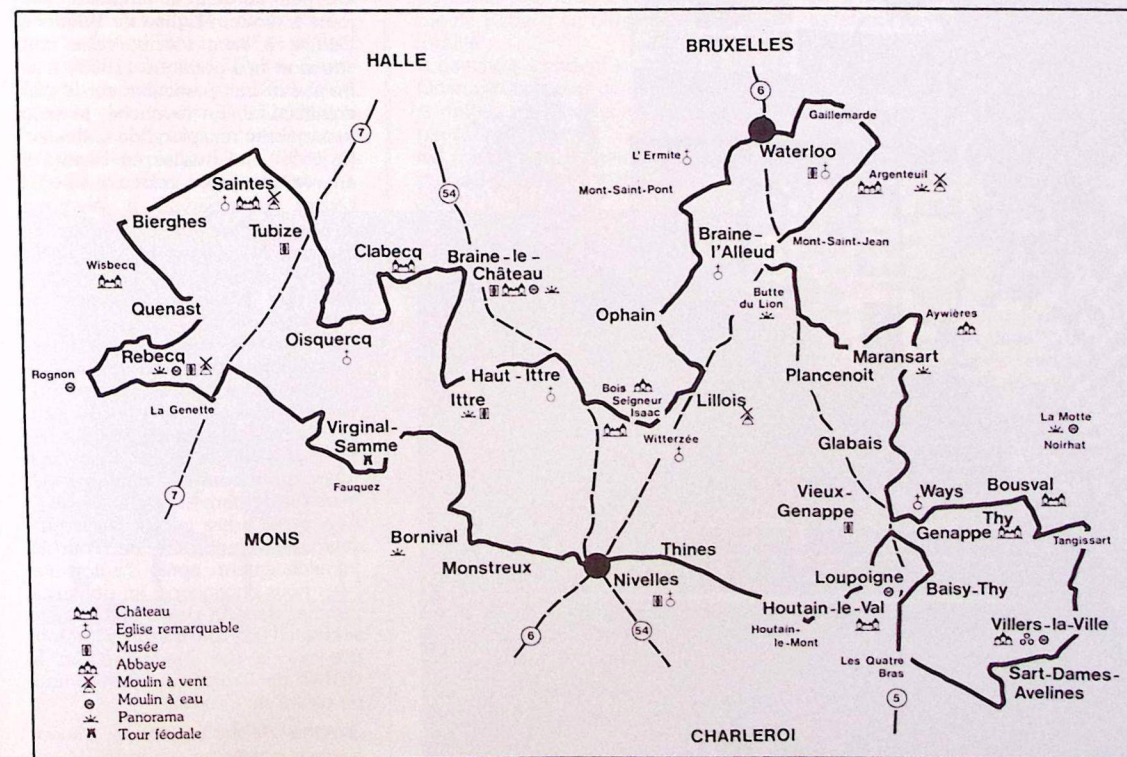 BRUXELLES
HALLE
6
7
Gaillemarde
L'Ermite
Waterloo
Mont-Saint-Pont
Argenteuil
54
Saintes
Bierghes
Tubize
Clabecq
Braine-le-
Château
Braine-
l'Alleud
Mont-Saint-Jean
Wisbecq
Quenast
Butte
du Lion
Ophain
Aywières
Oisquercq
Rebecq
Rognon
La Genette
Haut-Ittre
Ittre
Bois
Seigneur
Isaac
Lillois
Maransart
Plancenoit
Virginal-
Samme
Fauquez
Witterzée
Glabais
La Motte
Noirhat
7
MONS
Bornival
Monstreux
Thines
Nivelles
Vieux-
Genappe
Ways
Bousval
Genappe
Thy
Tangissart
Loupoigne
Baisy-Thy
Houtain-le-Val
Houtain-
le-Mont
Villers-la-Ville
6
54
Les Quatre
Bras
Sart-Dames-
Avelines
5
CHARLEROI
Château
Eglise remarquable
Musée
Abbaye
Moulin à vent
Moulin à eau
Panorama
Tour féodale